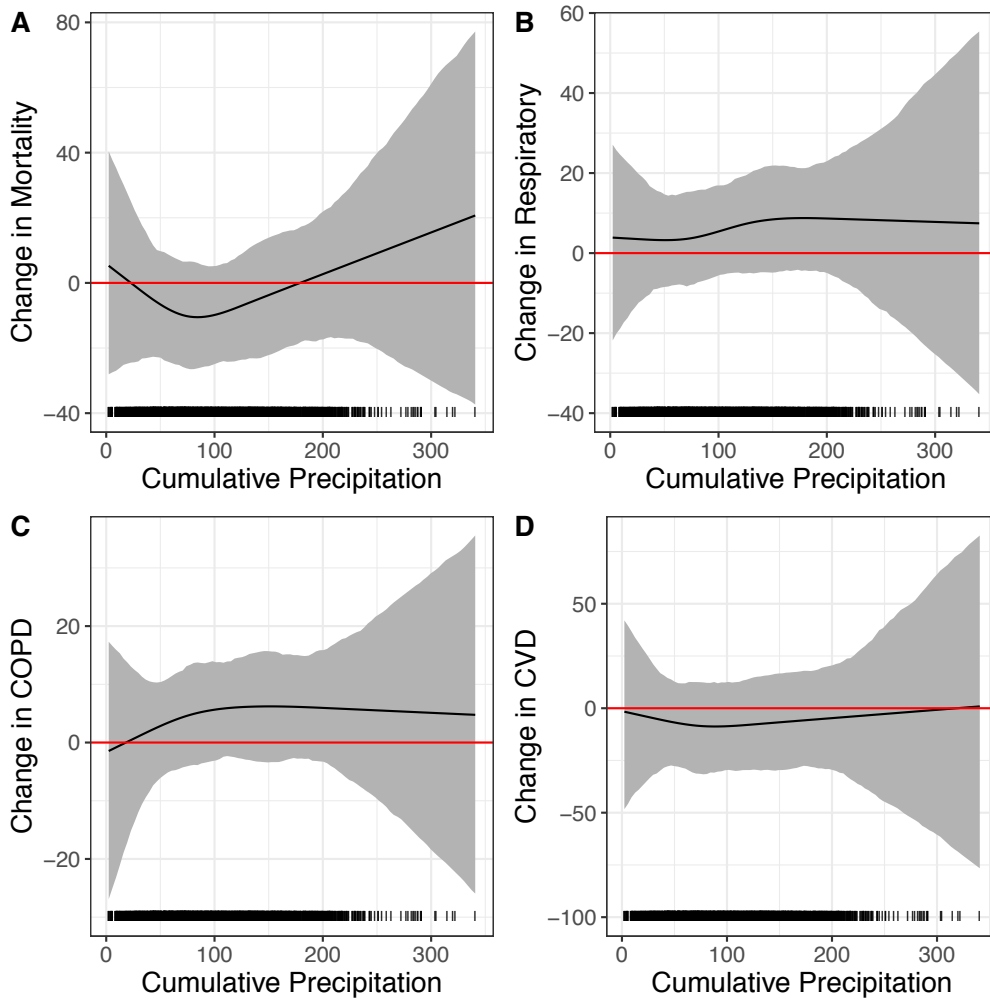 A
Change in Mortality
80
40
0
−40
0 100 200 300
Cumulative Precipitation
B
Change in Respiratory
60
40
20
0
−20
−40
0 100 200 300
Cumulative Precipitation
C
Change in COPD
20
0
−20
0 100 200 300
Cumulative Precipitation
D
Change in CVD
50
0
−50
−100
0 100 200 300
Cumulative Precipitation